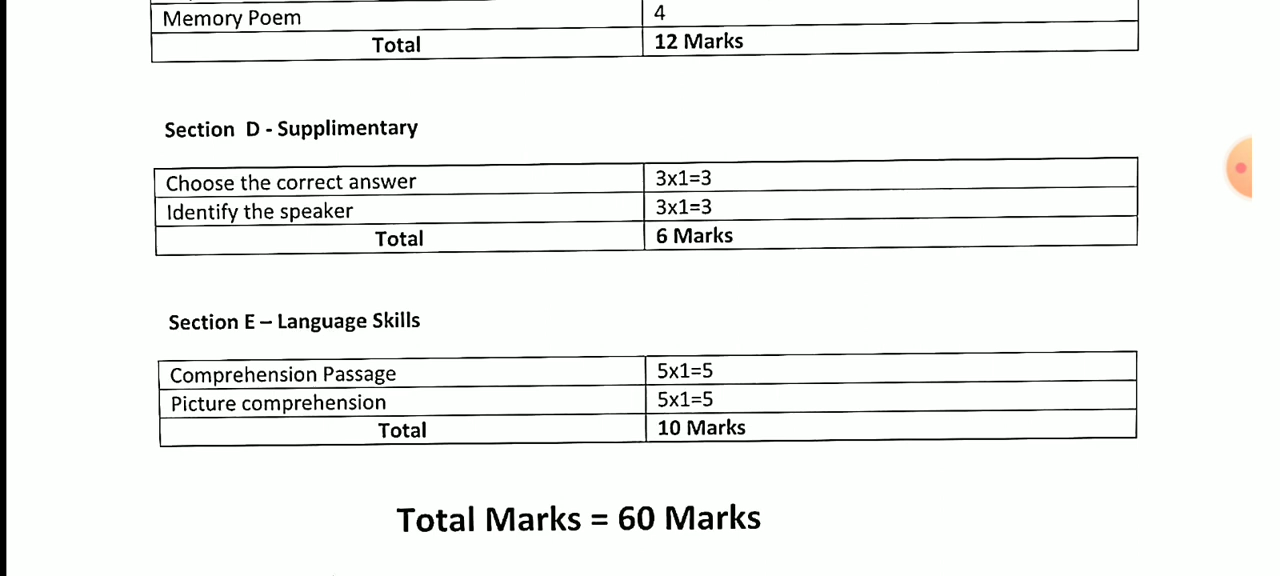 Memory Poem 4
Total 12 Marks
Section D - Supplimentary
Choose the correct answer 3x1=3
Identify the speaker 3x1=3
Total 6 Marks
Section E – Language Skills
Comprehension Passage 5x1=5
Picture comprehension 5x1=5
Total 10 Marks
Total Marks = 60 Marks